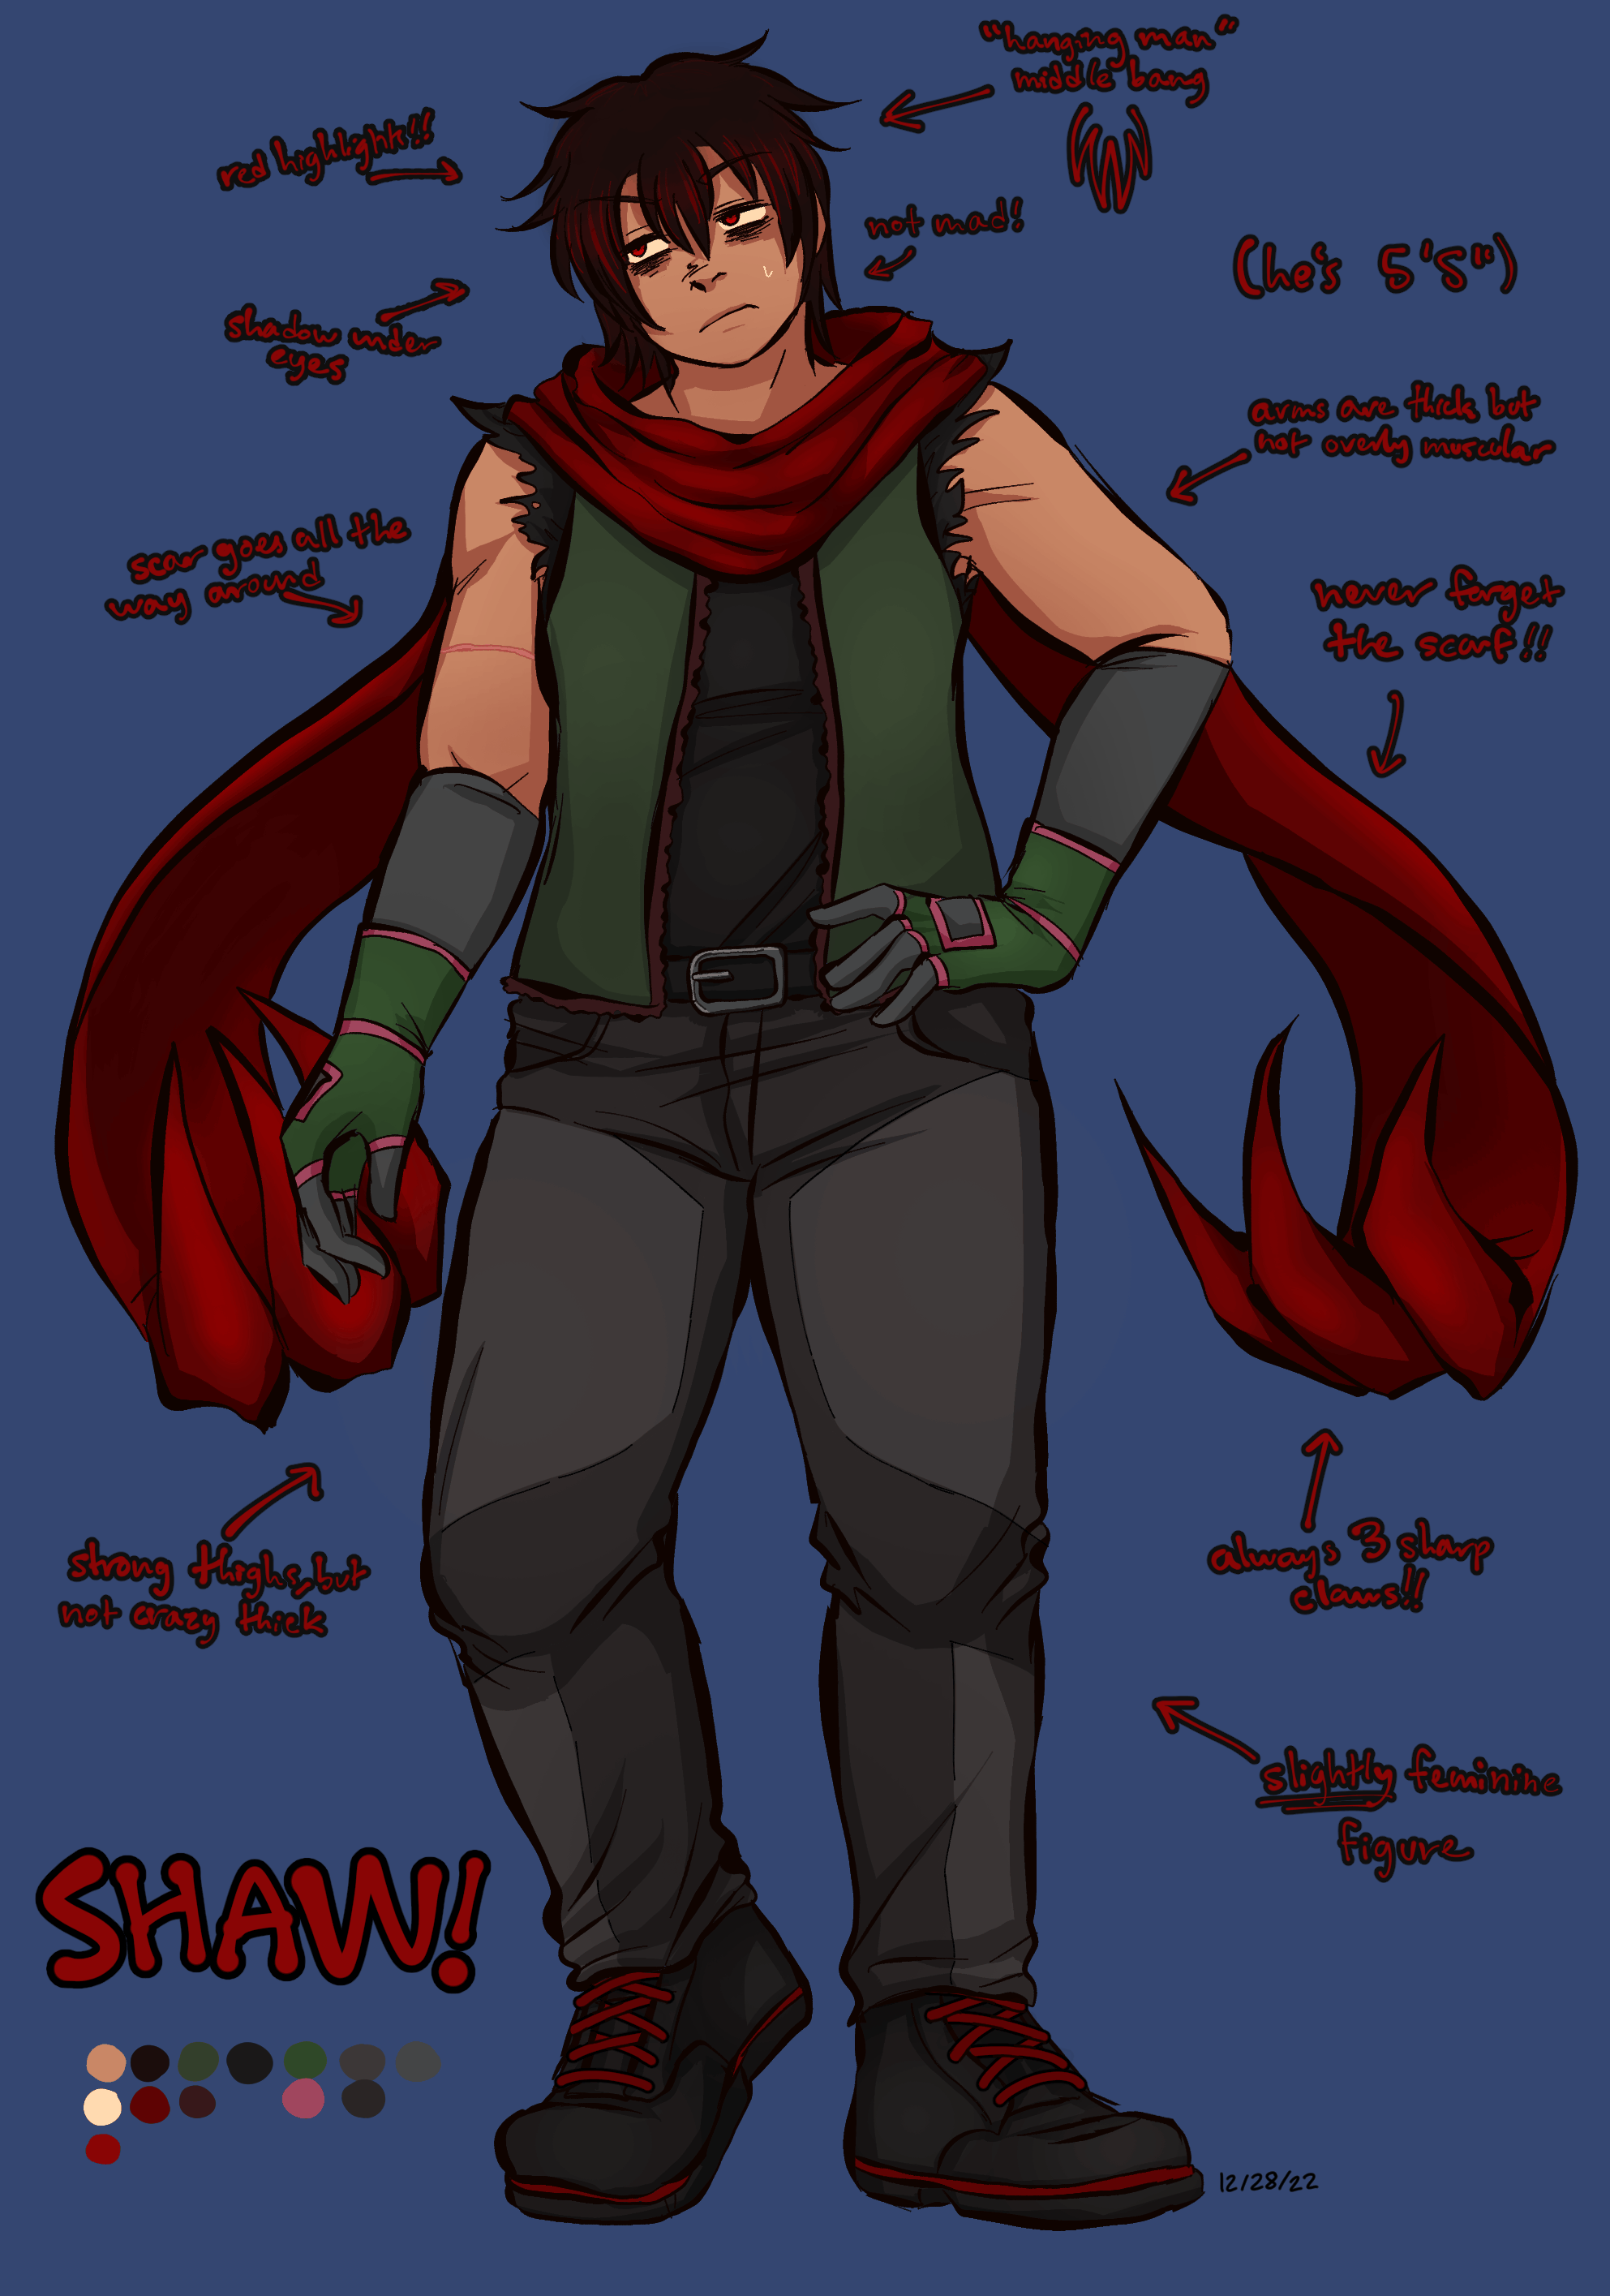 "hanging man"
middle bang
red highlights!!
not mad!
(he's 5'5")
shadow under
eyes
arms are thick but
not overly muscular
scar goes all the
way around
never forget
the scarf!!
strong thighs, but
not crazy thick
always 3 sharp
claws!!
slightly feminine
figure
SHAW!
12/28/22